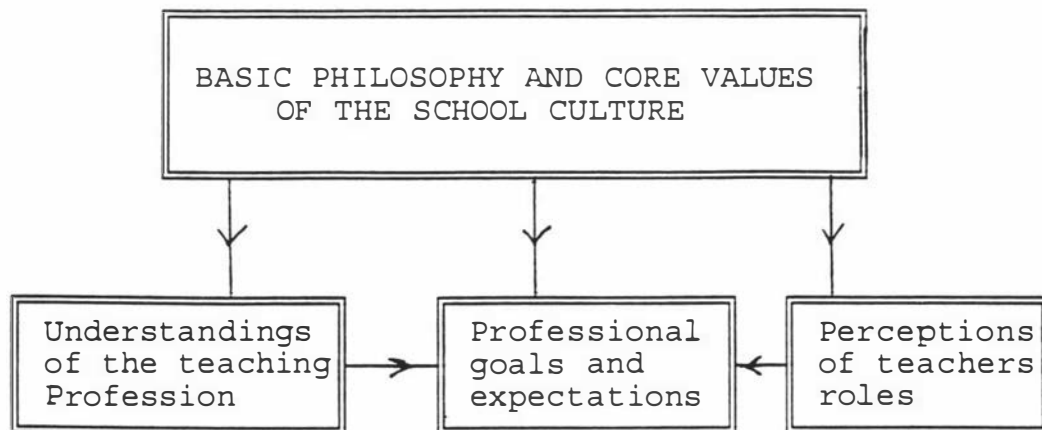 BASIC PHILOSOPHY AND CORE VALUES
OF THE SCHOOL CULTURE
Understandings
of the teaching
Profession
Professional
goals and
expectations
Perceptions
of teachers
roles